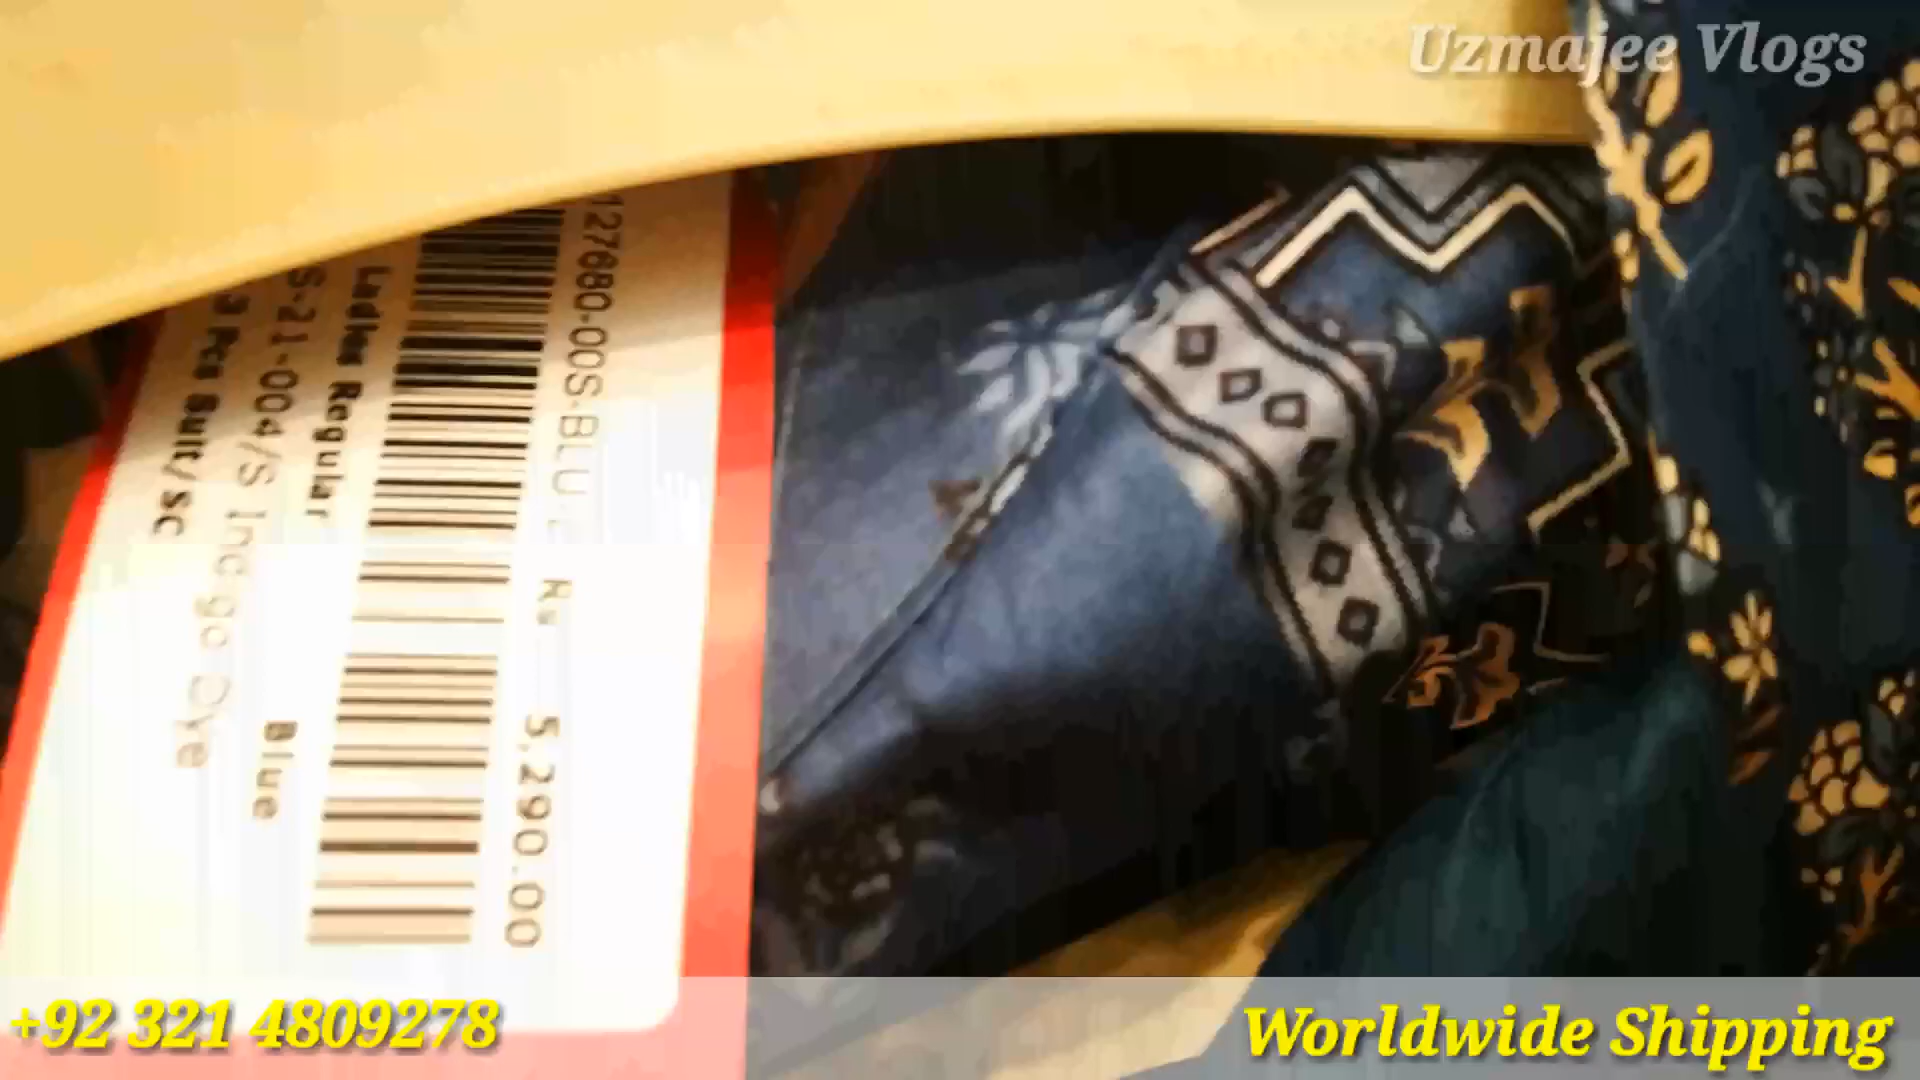 Uzmajee Vlogs
127680-00S-BLU
Rs 5,290.00
Ladies Regular
Blue
S-21-004/S Indigo Dye
3 Pcs Suit/SC
+92 321 4809278
Worldwide Shipping